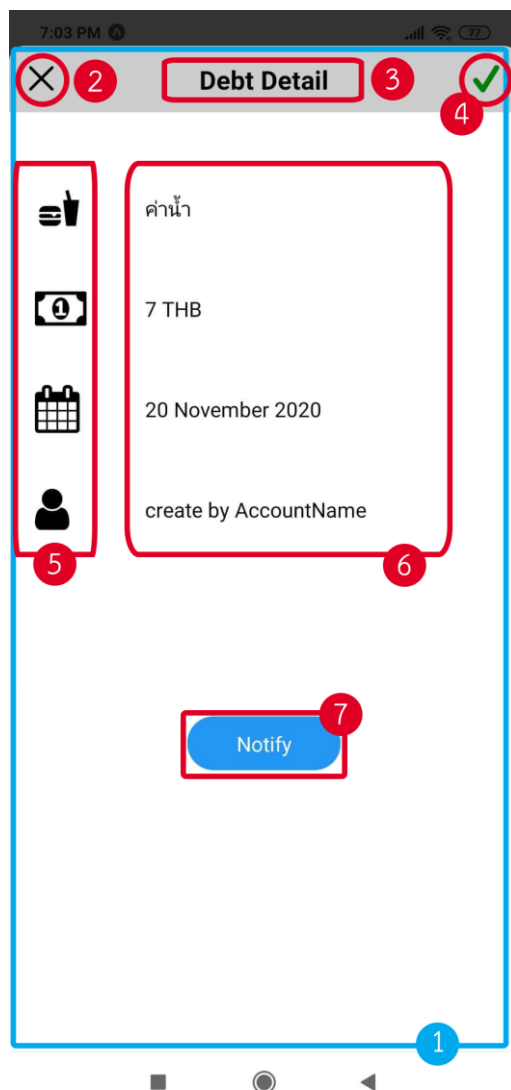 7:03 PM
77
2
Debt Detail
3
4
ค่าน้ำ
1
7 THB
20 November 2020
create by AccountName
5
6
7
Notify
1